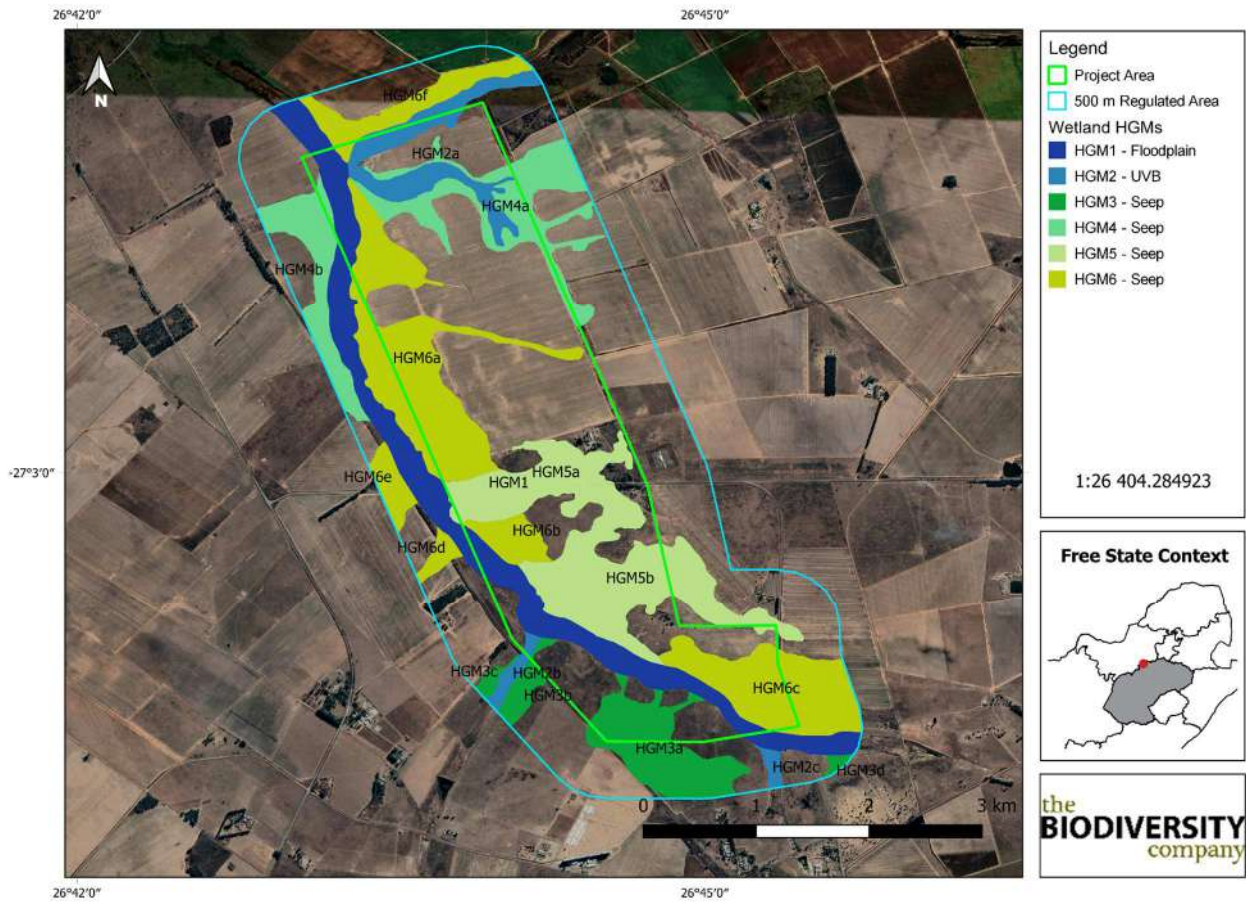 26°42'0"
26°45'0"
N
HGM6f
HGM2a
HGM4a
HGM4b
HGM6a
-27°3'0"
HGM5a
HGM1
HGM6e
HGM6b
HGM6d
HGM5b
HGM3c
HGM2b
HGM3b
HGM6c
HGM3a
HGM2c
HGM3d
0 1 2 3 km
26°42'0"
26°45'0"
Legend
Project Area
500 m Regulated Area
Wetland HGMs
HGM1 - Floodplain
HGM2 - UVB
HGM3 - Seep
HGM4 - Seep
HGM5 - Seep
HGM6 - Seep
1:26 404.284923
Free State Context
the
BIODIVERSITY
company